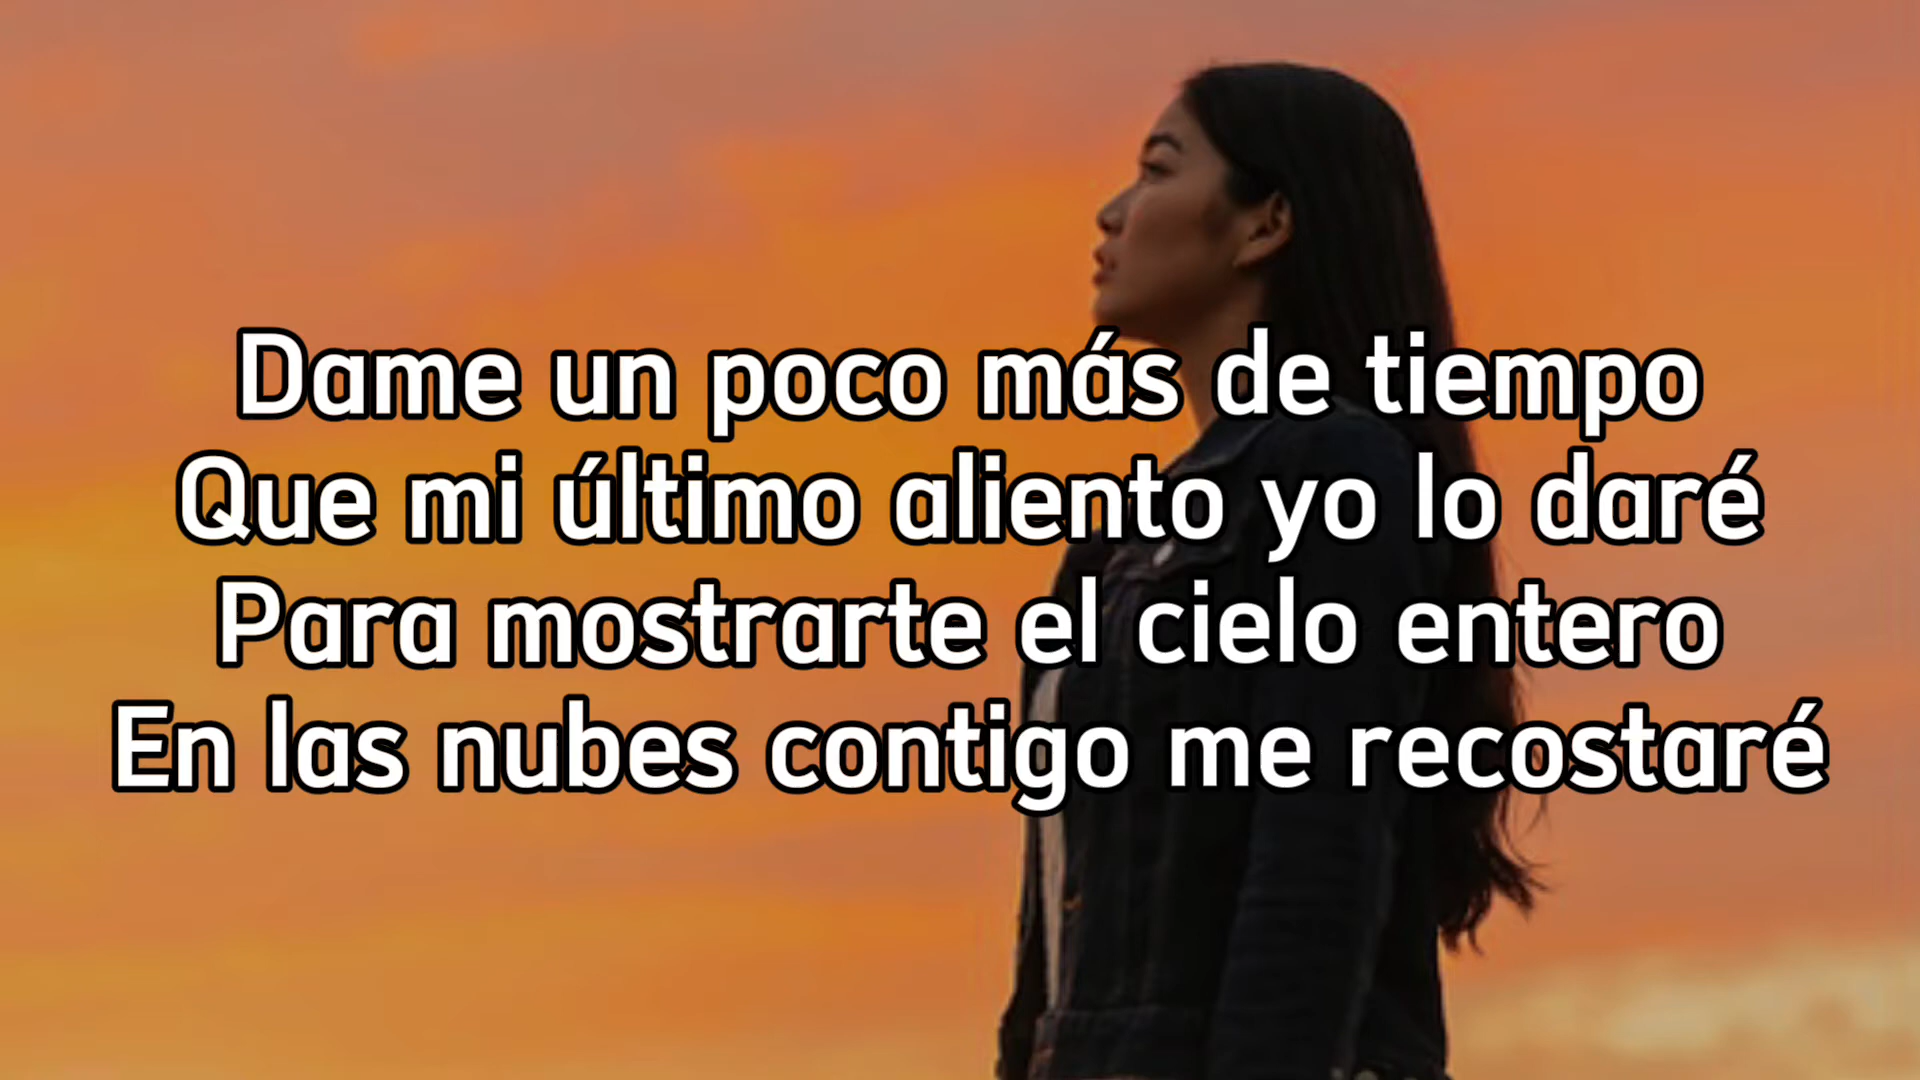 Dame un poco más de tiempo
Que mi último aliento yo lo daré
Para mostrarte el cielo entero
En las nubes contigo me recostaré